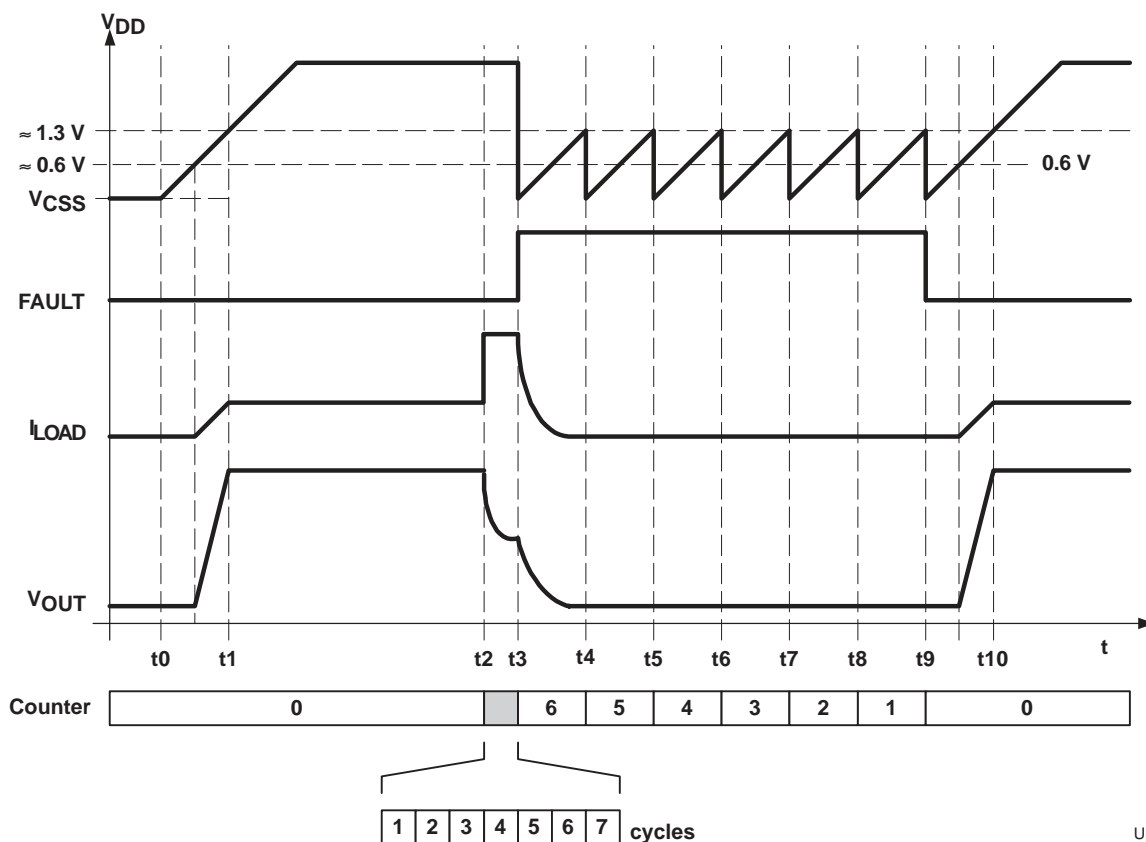 VDD
≈ 1.3 V
≈ 0.6 V
0.6 V
VCSS
FAULT
ILOAD
VOUT
t0 t1 t2 t3 t4 t5 t6 t7 t8 t9 t10 t
Counter 0 6 5 4 3 2 1 0
1 2 3 4 5 6 7 cycles
U